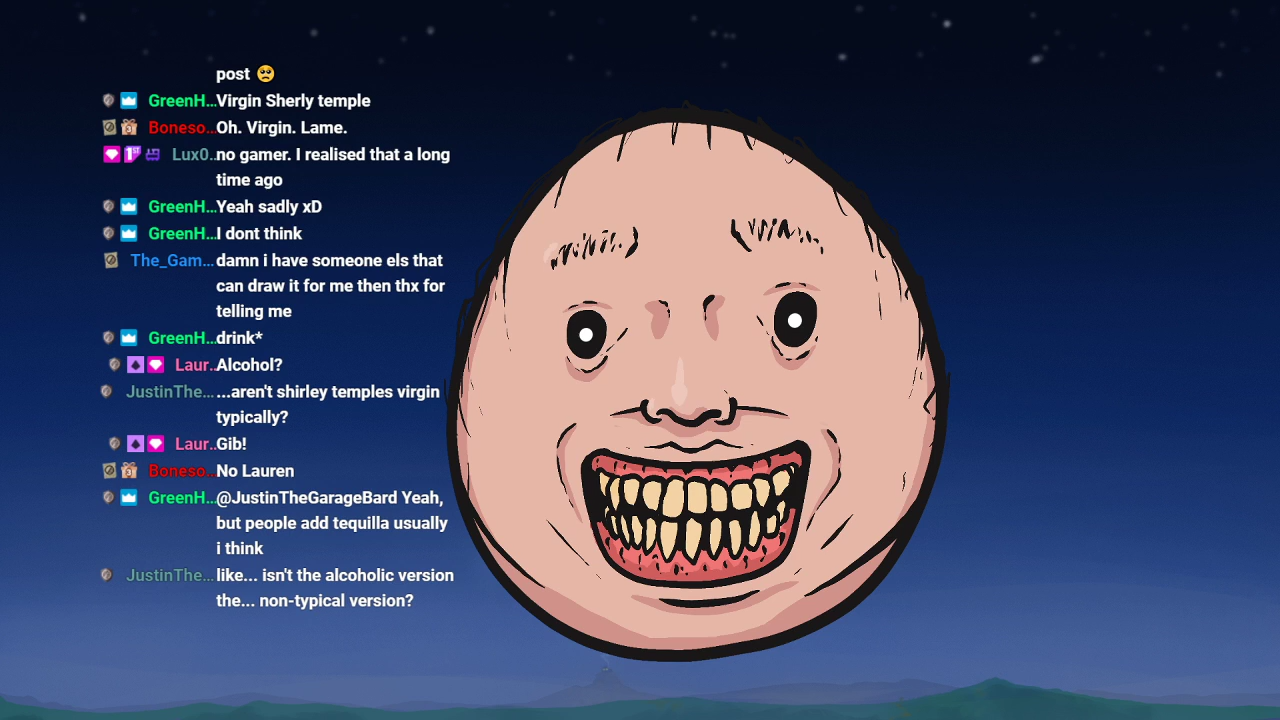 post 🥺
GreenH... Virgin Sherly temple
Boneso... Oh. Virgin. Lame.
Lux0.. no gamer. I realised that a long
time ago
GreenH... Yeah sadly xD
GreenH... I dont think
The_Gam... damn i have someone els that
can draw it for me then thx for
telling me
GreenH... drink*
Laur.. Alcohol?
JustinThe... ...aren't shirley temples virgin
typically?
Laur.. Gib!
Boneso... No Lauren
GreenH... @JustinTheGarageBard Yeah,
but people add tequilla usually
i think
JustinThe... like... isn't the alcoholic version
the... non-typical version?